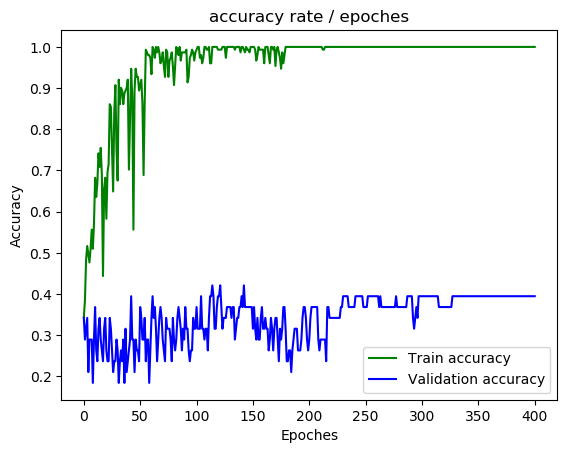 accuracy rate / epoches
1.0
0.9
0.8
0.7
0.6
0.5
0.4
0.3
0.2
Accuracy
Train accuracy
Validation accuracy
0 50 100 150 200 250 300 350 400
Epoches